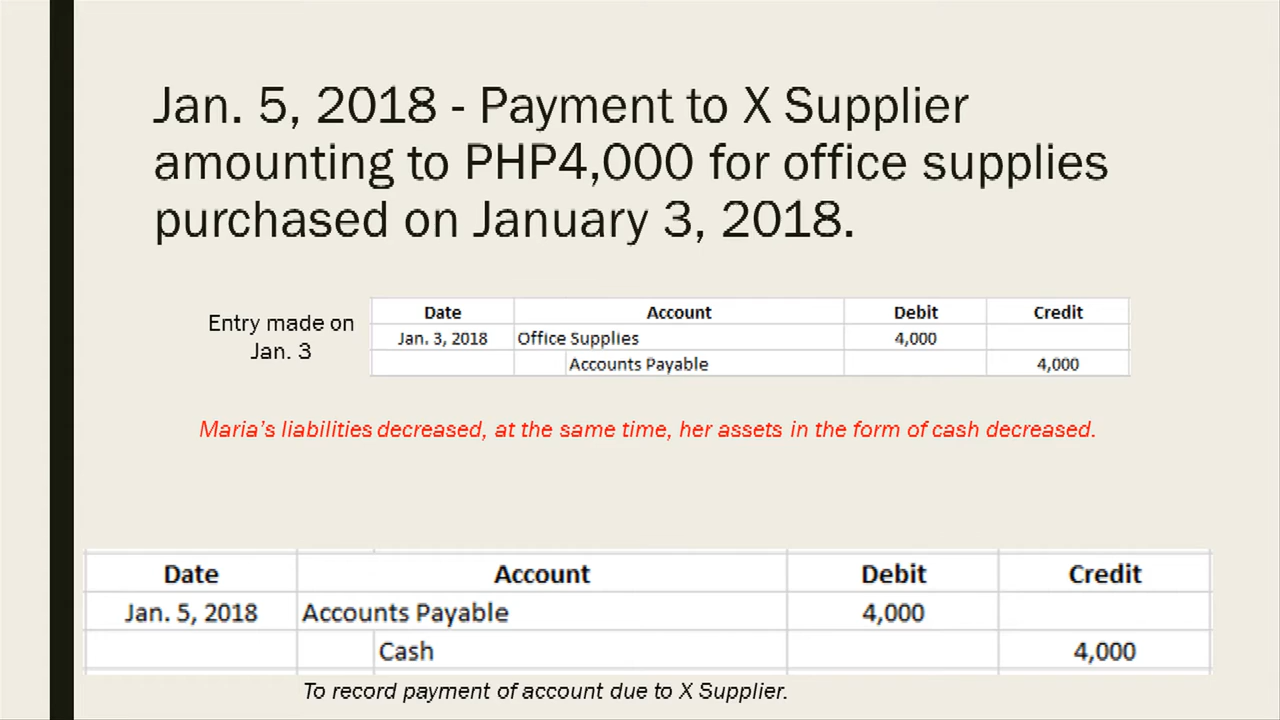 Jan. 5, 2018 - Payment to X Supplier
amounting to PHP4,000 for office supplies
purchased on January 3, 2018.
Entry made on
Jan. 3
Date Account Debit Credit
Jan. 3, 2018 Office Supplies 4,000
Accounts Payable 4,000
Maria's liabilities decreased, at the same time, her assets in the form of cash decreased.
Date Account Debit Credit
Jan. 5, 2018 Accounts Payable 4,000
Cash 4,000
To record payment of account due to X Supplier.